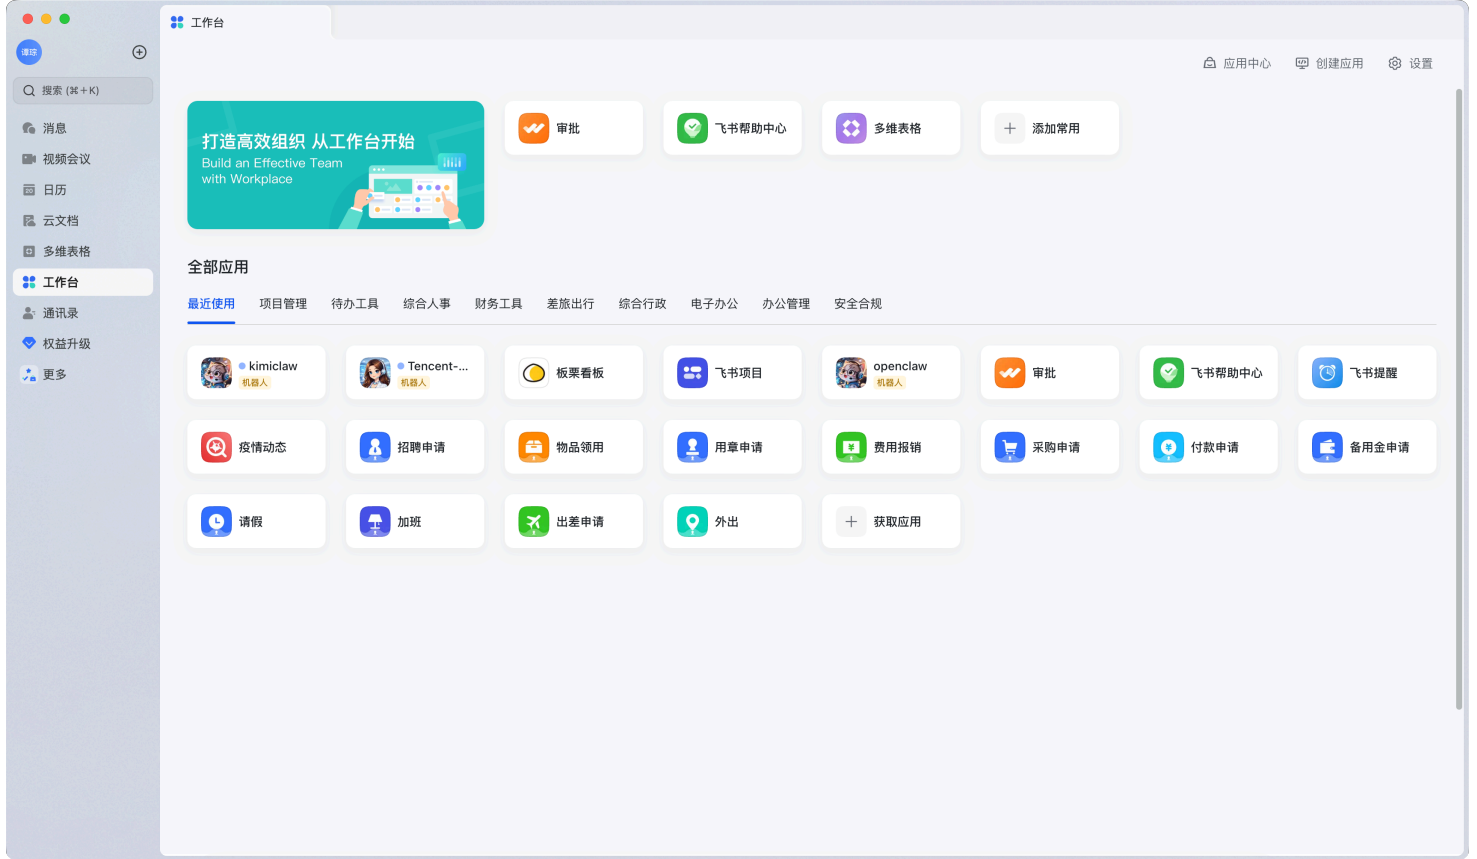 工作台
谭琮
搜索 (⌘+K)
消息
视频会议
日历
云文档
多维表格
工作台
通讯录
权益升级
更多
应用中心
创建应用
设置
打造高效组织 从工作台开始
Build an Effective Team
with Workplace
审批
飞书帮助中心
多维表格
添加常用
全部应用
最近使用 项目管理 待办工具 综合人事 财务工具 差旅出行 综合行政 电子办公 办公管理 安全合规
kimiclaw
机器人
Tencent-...
机器人
板栗看板
飞书项目
openclaw
机器人
审批
飞书帮助中心
飞书提醒
疫情动态
招聘申请
物品领用
用章申请
费用报销
采购申请
付款申请
备用金申请
请假
加班
出差申请
外出
获取应用